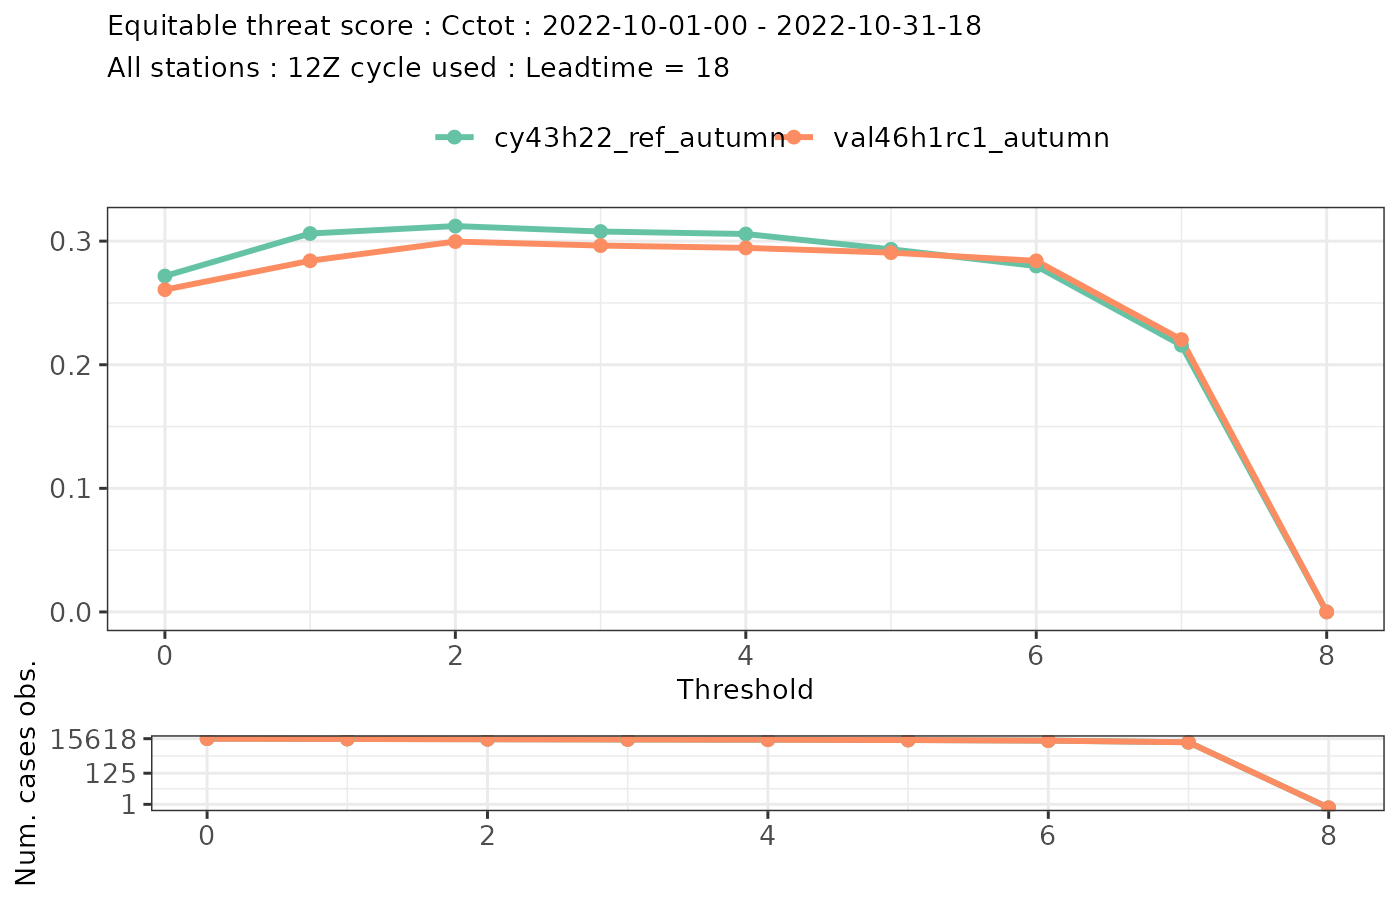 Equitable threat score : Cctot : 2022-10-01-00 - 2022-10-31-18
All stations : 12Z cycle used : Leadtime = 18
cy43h22_ref_autumn val46h1rc1_autumn
0.3
0.2
0.1
0.0
0 2 4 6 8
Threshold
Num. cases obs.
15618
125
1
0 2 4 6 8